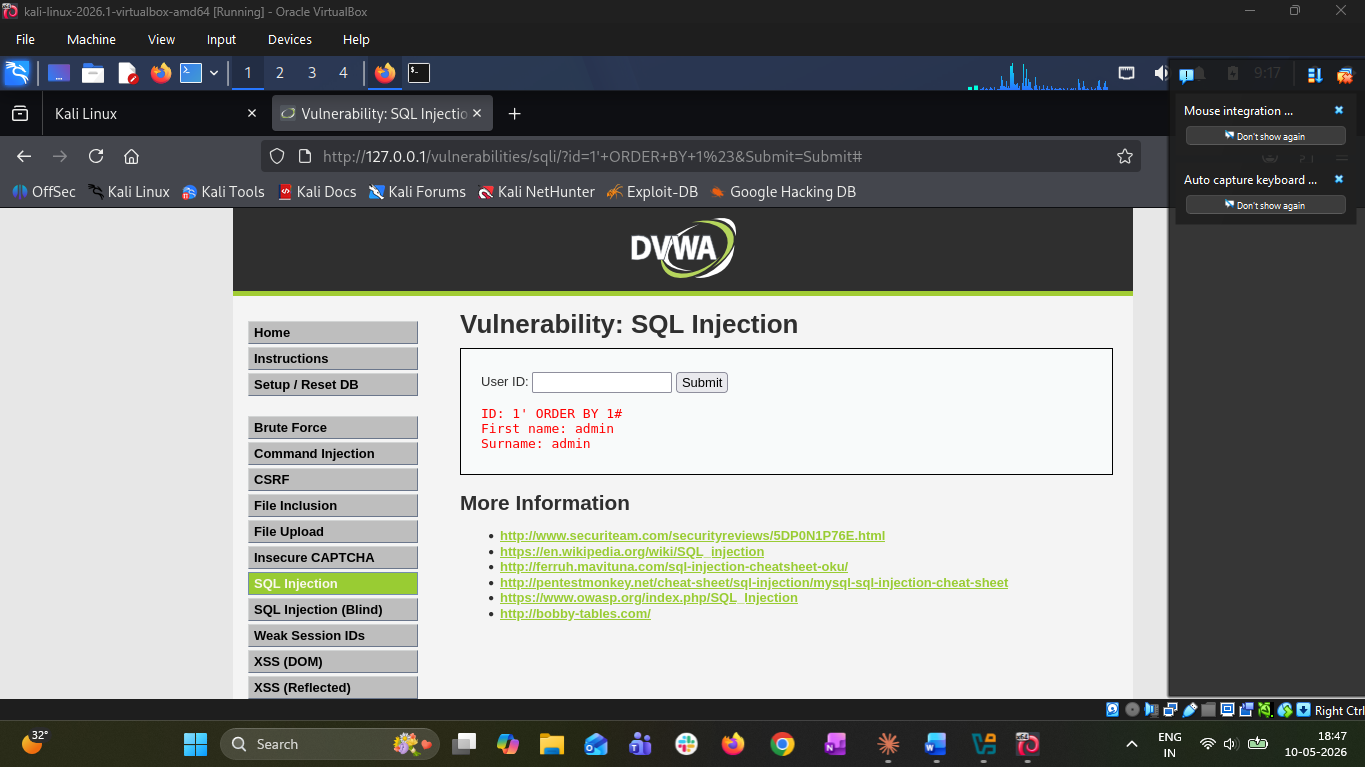 kali-linux-2026.1-virtualbox-amd64 [Running] - Oracle VirtualBox
File Machine View Input Devices Help
1 2 3 4 9:17
Kali Linux
Vulnerability: SQL Injectio
http://127.0.0.1/vulnerabilities/sqli/?id=1'+ORDER+BY+1%23&Submit=Submit#
OffSec Kali Linux Kali Tools Kali Docs Kali Forums Kali NetHunter Exploit-DB Google Hacking DB
Mouse integration ...
Don't show again
Auto capture keyboard ...
Don't show again
DVWA
Home
Instructions
Setup / Reset DB
Brute Force
Command Injection
CSRF
File Inclusion
File Upload
Insecure CAPTCHA
SQL Injection
SQL Injection (Blind)
Weak Session IDs
XSS (DOM)
XSS (Reflected)
Vulnerability: SQL Injection
User ID: Submit
ID: 1' ORDER BY 1#
First name: admin
Surname: admin
More Information
http://www.securiteam.com/securityreviews/5DP0N1P76E.html
https://en.wikipedia.org/wiki/SQL_injection
http://ferruh.mavituna.com/sql-injection-cheatsheet-oku/
http://pentestmonkey.net/cheat-sheet/sql-injection/mysql-sql-injection-cheat-sheet
https://www.owasp.org/index.php/SQL_Injection
http://bobby-tables.com/
Right Ctrl
32°
Search
ENG
IN
18:47
10-05-2026